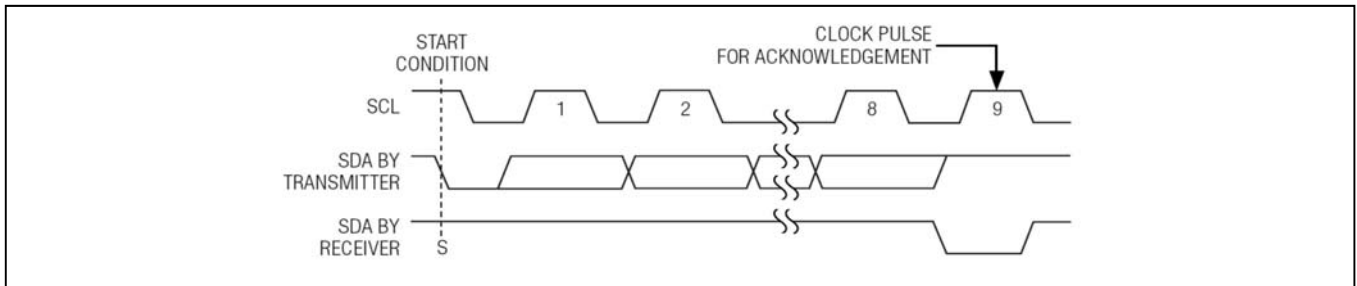 START
CONDITION
CLOCK PULSE
FOR ACKNOWLEDGEMENT
SCL
1
2
8
9
SDA BY
TRANSMITTER
SDA BY
RECEIVER
S